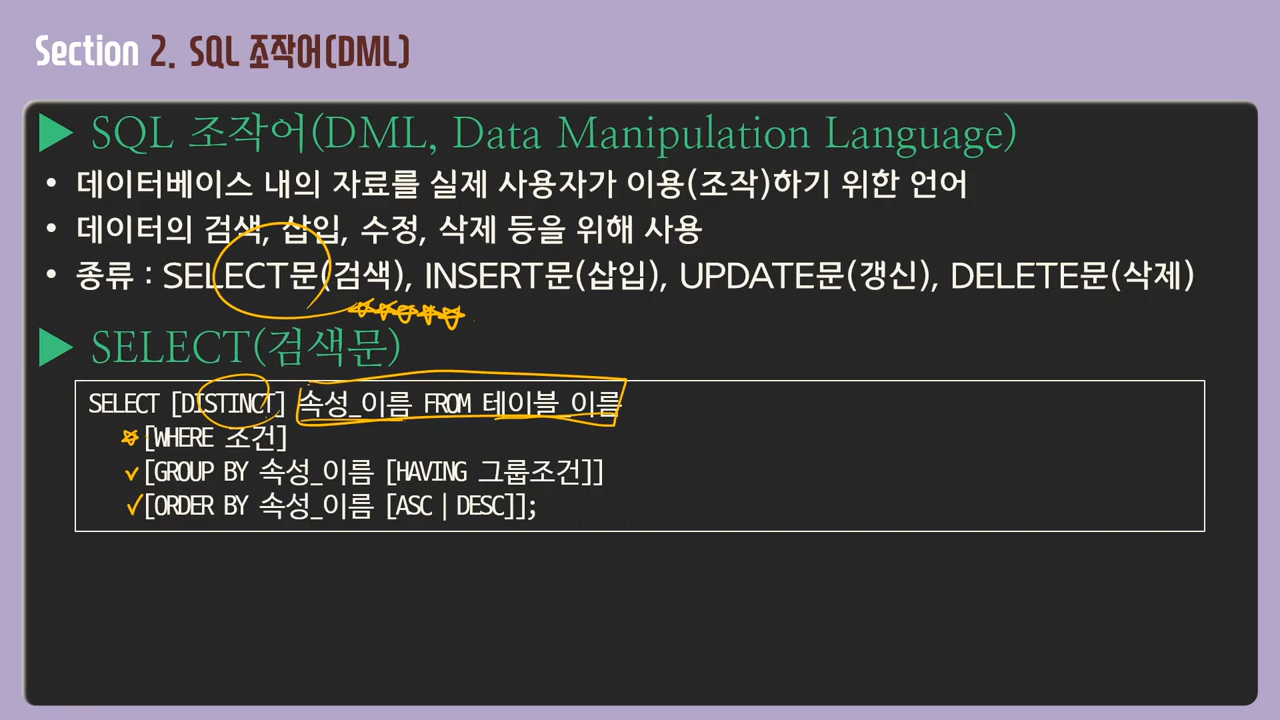 Section 2. SQL 조작어(DML)
▶ SQL 조작어(DML, Data Manipulation Language)
• 데이터베이스 내의 자료를 실제 사용자가 이용(조작)하기 위한 언어
• 데이터의 검색, 삽입, 수정, 삭제 등을 위해 사용
• 종류 : SELECT문(검색), INSERT문(삽입), UPDATE문(갱신), DELETE문(삭제)
▶ SELECT(검색문)
SELECT [DISTINCT] 속성_이름 FROM 테이블_이름
[WHERE 조건]
[GROUP BY 속성_이름 [HAVING 그룹조건]]
[ORDER BY 속성_이름 [ASC | DESC]];